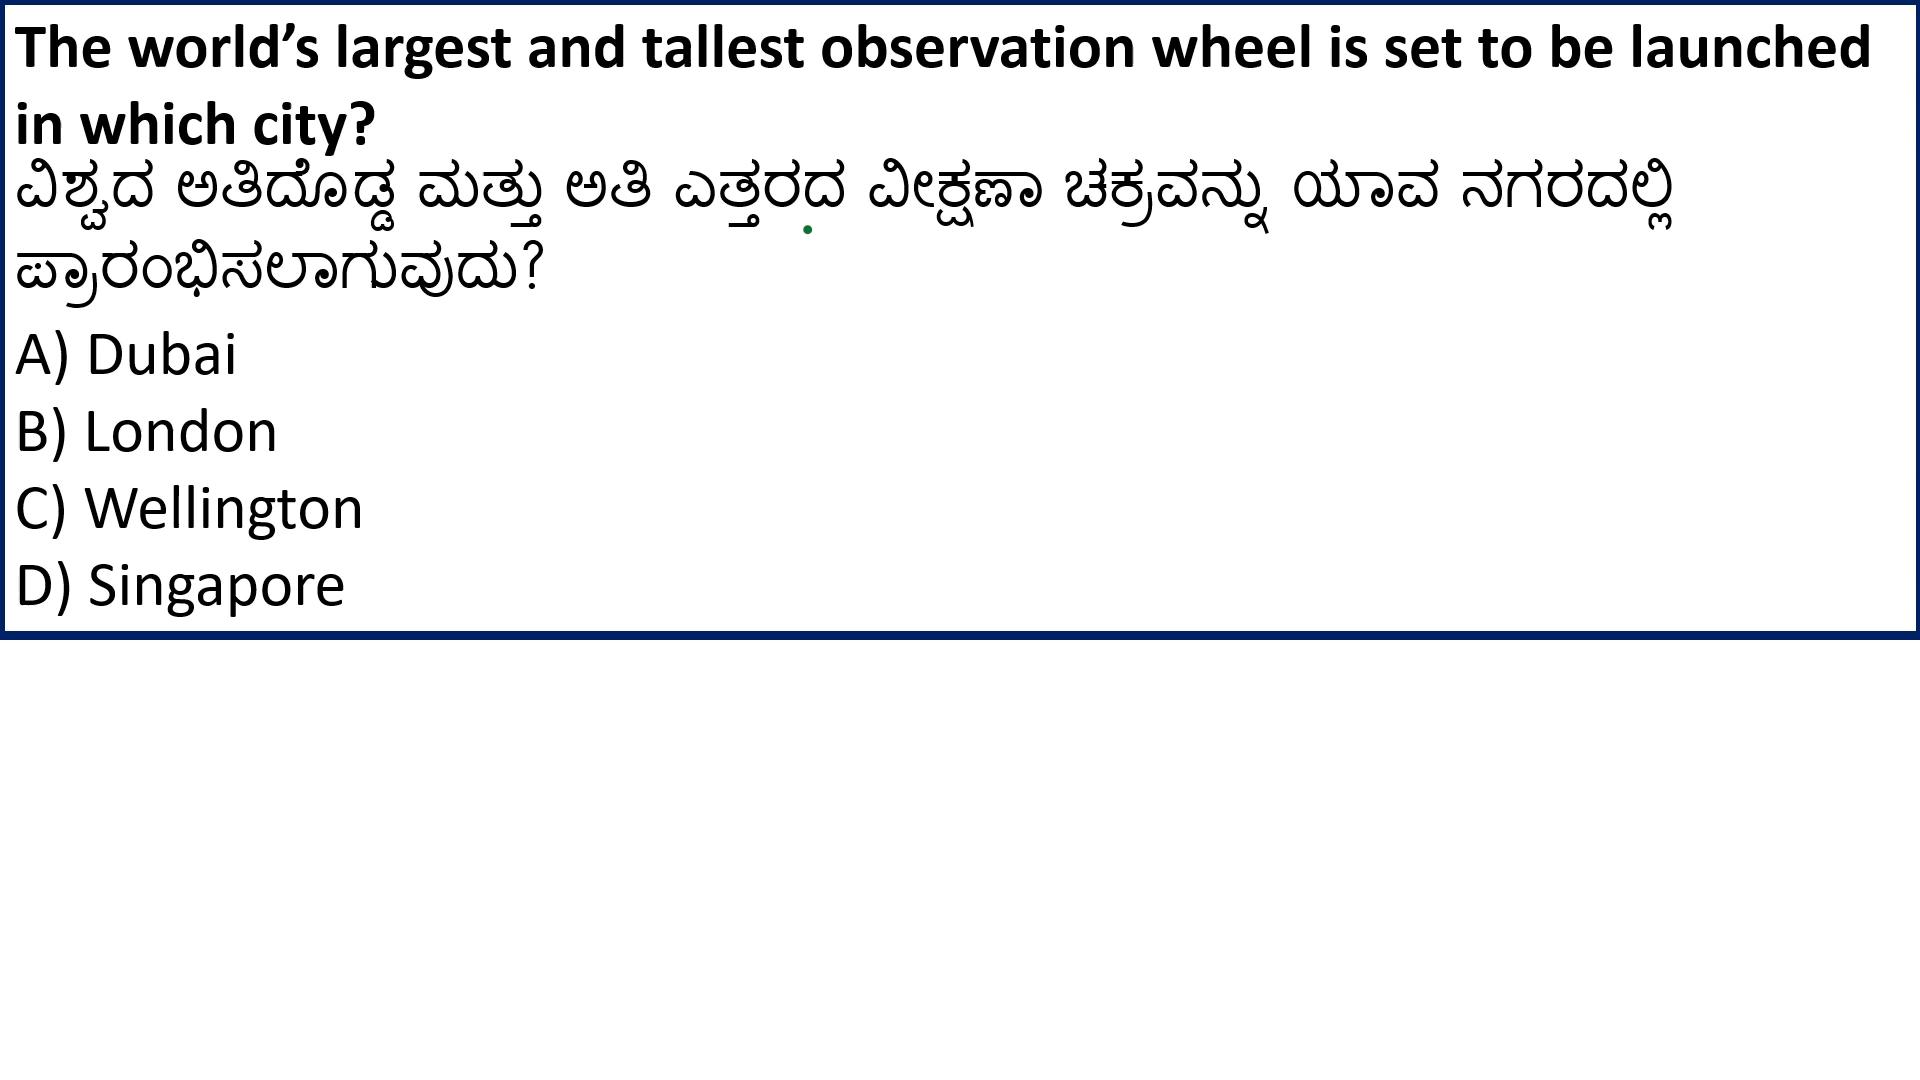 The world’s largest and tallest observation wheel is set to be launched
in which city?
ವಿಶ್ವದ ಅತಿದೊಡ್ಡ ಮತ್ತು ಅತಿ ಎತ್ತರದ ವೀಕ್ಷಣಾ ಚಕ್ರವನ್ನು ಯಾವ ನಗರದಲ್ಲಿ
ಪ್ರಾರಂಭಿಸಲಾಗುವುದು?
A) Dubai
B) London
C) Wellington
D) Singapore